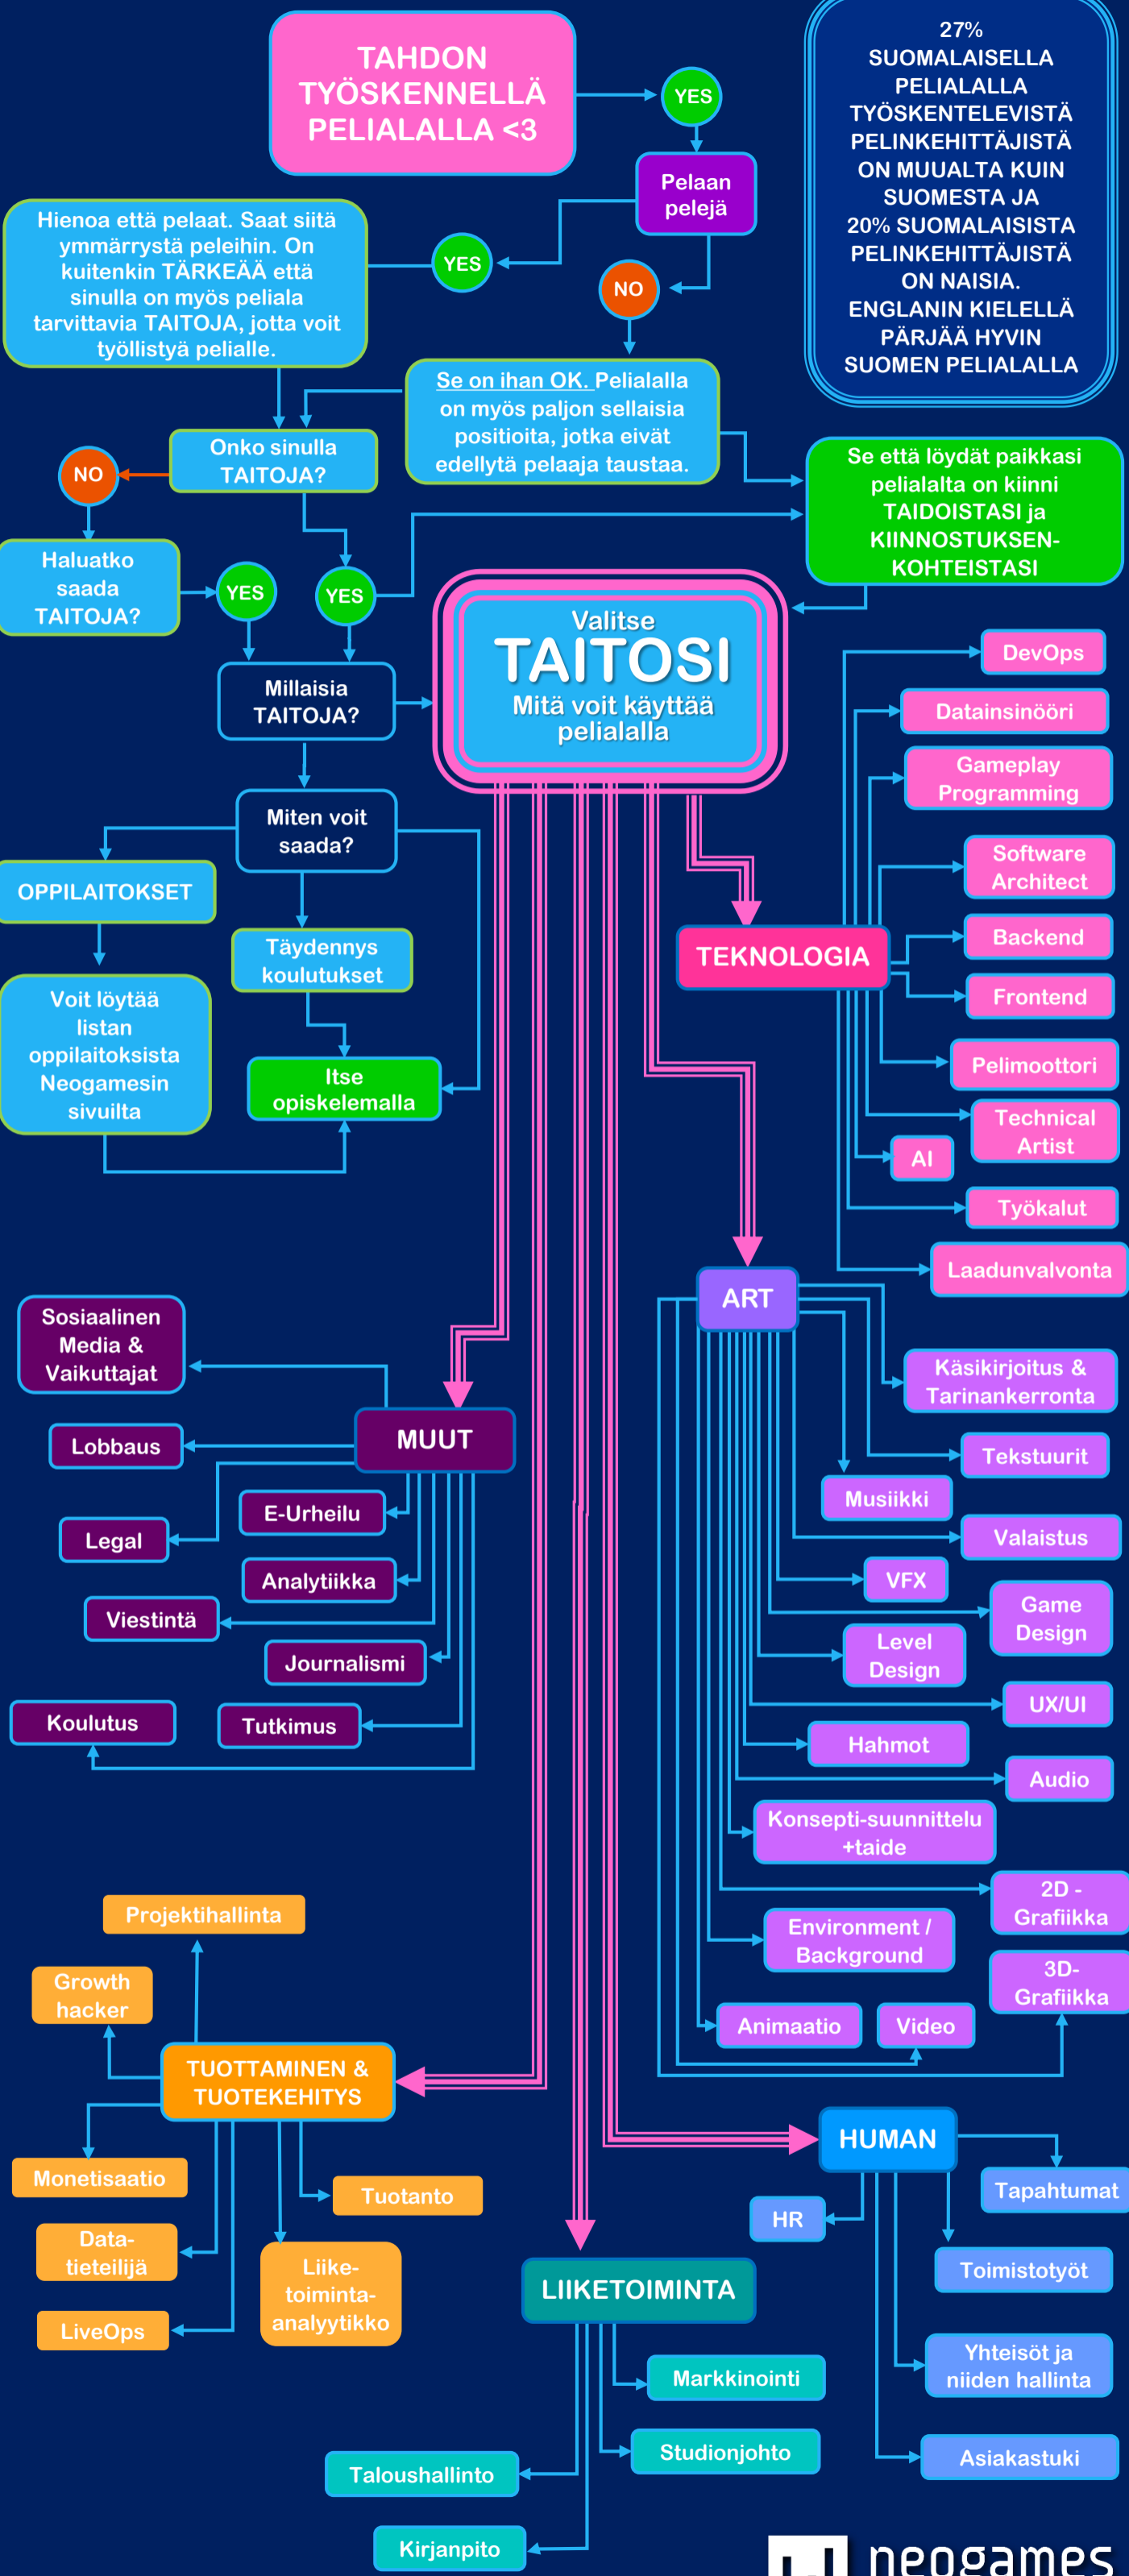 TAHDON
TYÖSKENNELLÄ
PELIALALLA <3
YES
27%
SUOMALAISELLA
PELIALALLA
TYÖSKENTELEVISTÄ
PELINKEHITTÄJISTÄ
ON MUUALTA KUIN
SUOMESTA JA
20% SUOMALAISISTA
PELINKEHITTÄJISTÄ
ON NAISIA.
ENGLANIN KIELELLÄ
PÄRJÄÄ HYVIN
SUOMEN PELIALALLA
Pelaan
pelejä
YES
NO
Hienoa että pelaat. Saat siitä
ymmärrystä peleihin. On
kuitenkin TÄRKEÄÄ että
sinulla on myös peliala
tarvittavia TAITOJA, jotta voit
työllistyä pelialle.
Se on ihan OK. Pelialalla
on myös paljon sellaisia
positioita, jotka eivät
edellytä pelaaja taustaa.
Onko sinulla
TAITOJA?
NO
Se että löydät paikkasi
pelialalta on kiinni
TAIDOISTASI ja
KIINNOSTUKSEN-
KOHTEISTASI
Haluatko
saada
TAITOJA?
YES
YES
Valitse
TAITOSI
Mitä voit käyttää
pelialalla
Millaisia
TAITOJA?
Miten voit
saada?
OPPILAITOKSET
Täydennys
koulutukset
Voit löytää
listan
oppilaitoksista
Neogamesin
sivuilta
Itse
opiskelemalla
TEKNOLOGIA
DevOps
Datainsinööri
Gameplay
Programming
Software
Architect
Backend
Frontend
Pelimoottori
Technical
Artist
AI
Työkalut
Laadunvalvonta
ART
Käsikirjoitus &
Tarinankerronta
Tekstuurit
Musiikki
Valaistus
VFX
Game
Design
Level
Design
UX/UI
Hahmot
Audio
Konsepti-suunnittelu
+taide
2D -
Grafiikka
Environment /
Background
3D-
Grafiikka
Animaatio
Video
MUUT
Sosiaalinen
Media &
Vaikuttajat
Lobbaus
E-Urheilu
Legal
Analytiikka
Viestintä
Journalismi
Koulutus
Tutkimus
TUOTTAMINEN &
TUOTEKEHITYS
Projektihallinta
Growth
hacker
Monetisaatio
Tuotanto
Data-
tieteilijä
Liike-
toiminta-
analyytikko
LiveOps
HUMAN
Tapahtumat
HR
Toimistotyöt
Yhteisöt ja
niiden hallinta
Asiakastuki
LIIKETOIMINTA
Markkinointi
Studionjohto
Taloushallinto
Kirjanpito
neogames